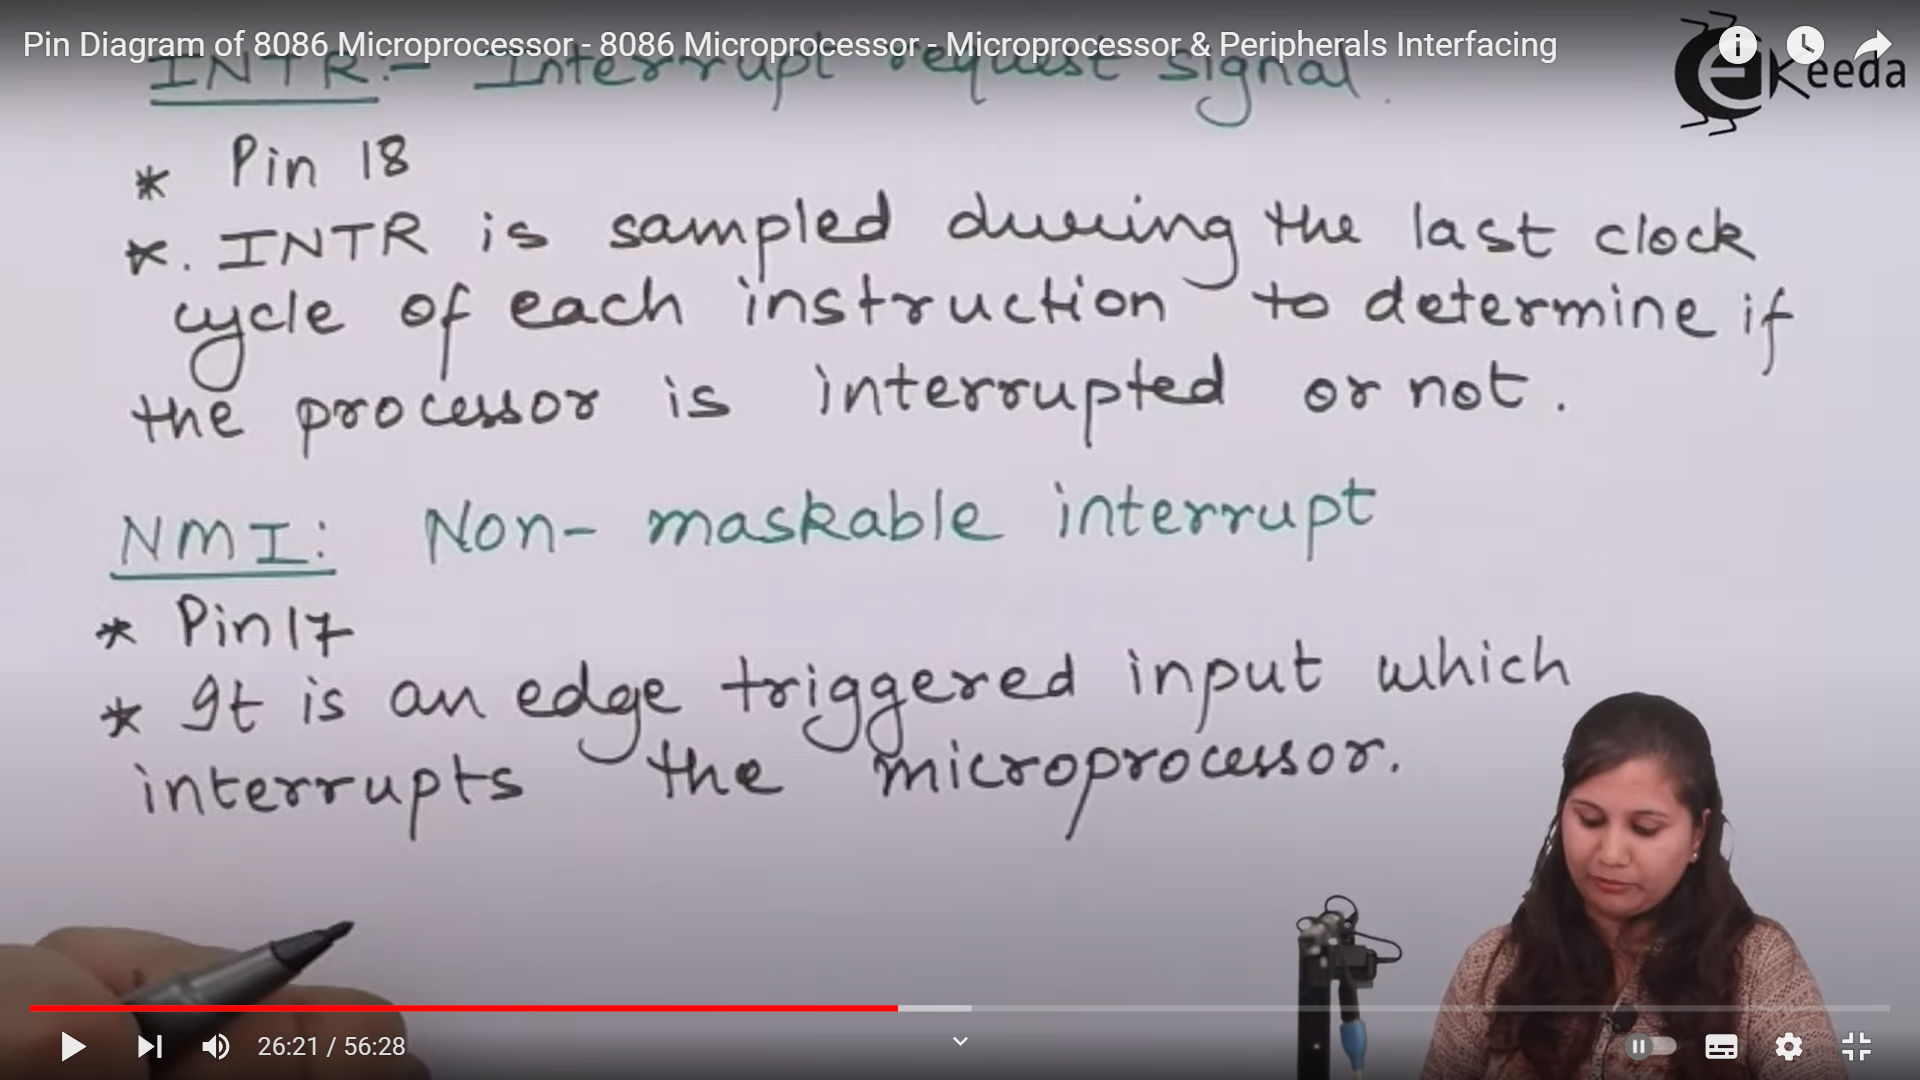 Pin Diagram of 8086 Microprocessor - 8086 Microprocessor - Microprocessor & Peripherals Interfacing
INTR:- Interrupt request signal.
eKeeda
* Pin 18
*. INTR is sampled during the last clock
cycle of each instruction to determine if
the processor is interrupted or not.
NMI: Non-maskable interrupt
* Pin 17
* It is an edge triggered input which
interrupts the microprocessor.
26:21 / 56:28